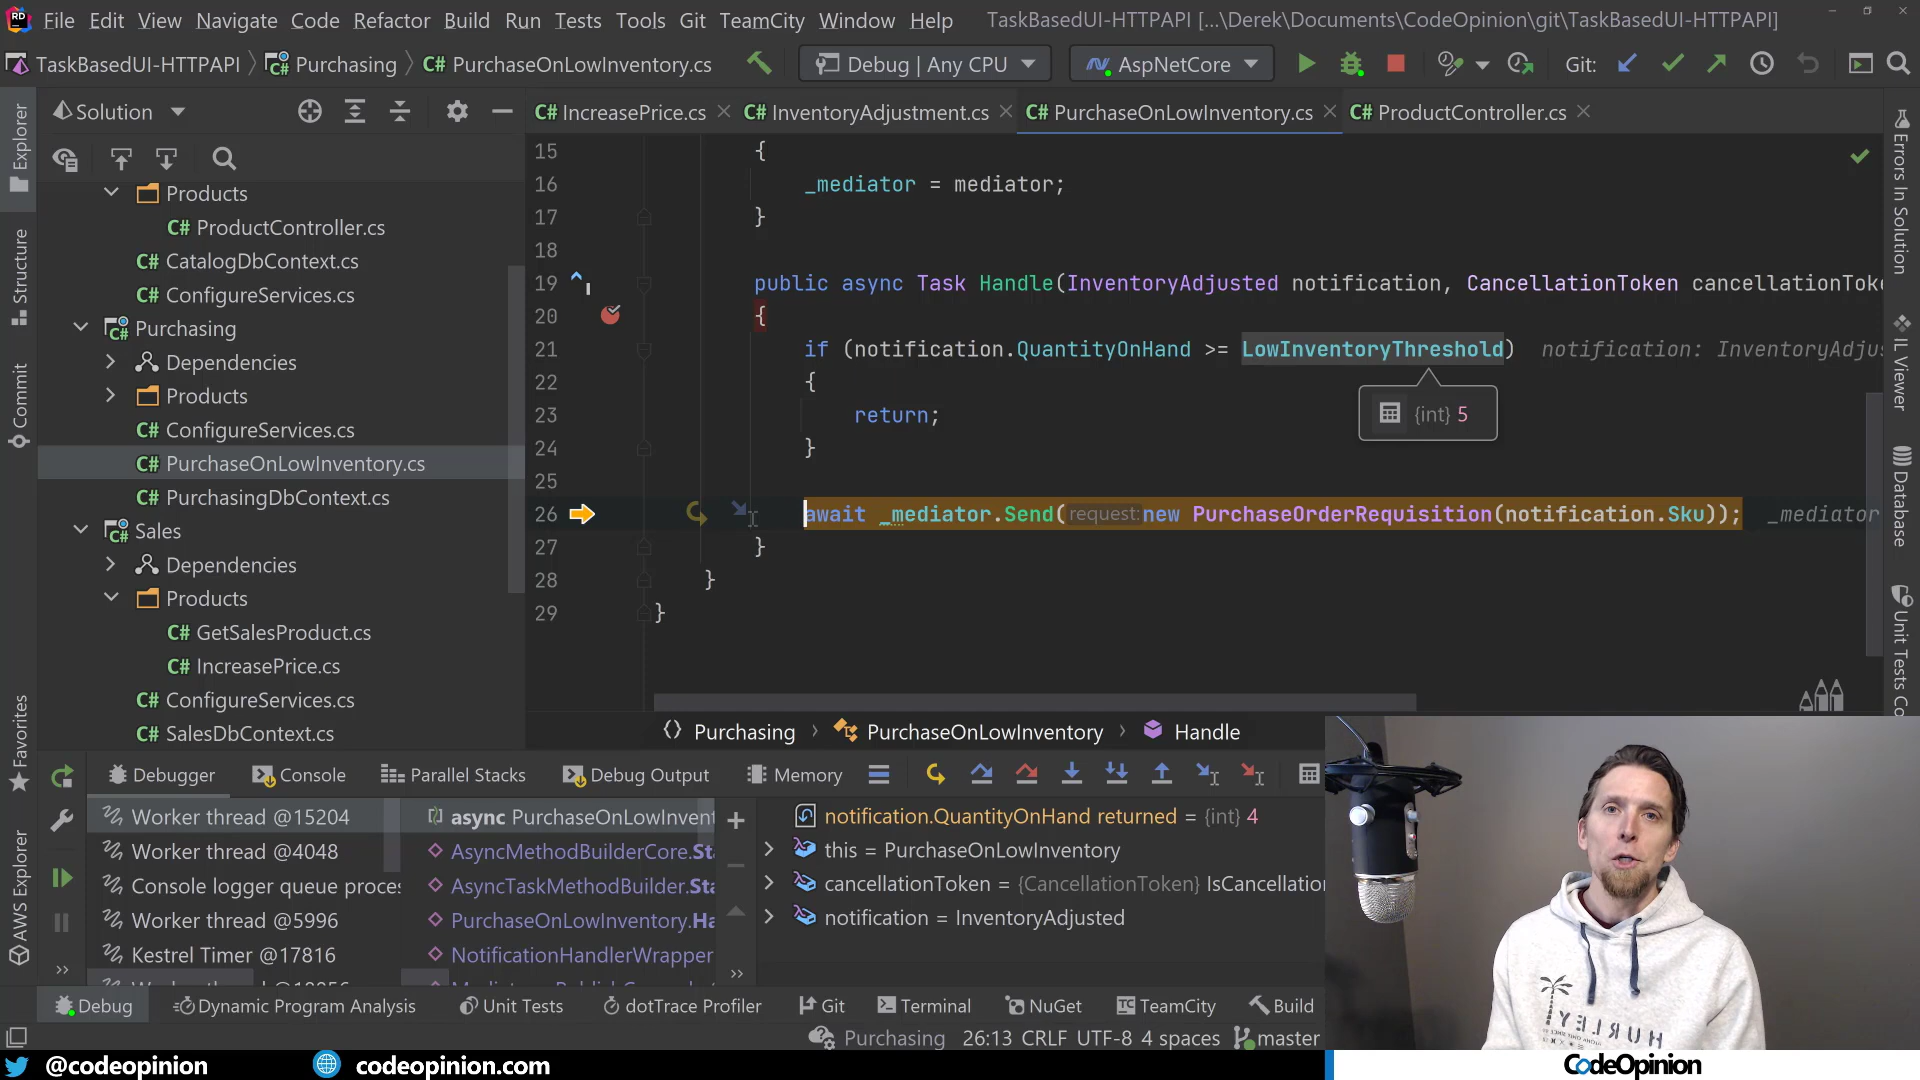 File Edit View Navigate Code Refactor Build Run Tests Tools Git TeamCity Window Help TaskBasedUI-HTTPAPI [...\Derek\Documents\CodeOpinion\git\TaskBasedUI-HTTPAPI]
TaskBasedUI-HTTPAPI Purchasing C# PurchaseOnLowInventory.cs Debug | Any CPU AspNetCore Git:
Explorer
Structure
Commit
Favorites
AWS Explorer
Solution
Products
C# ProductController.cs
C# CatalogDbContext.cs
C# ConfigureServices.cs
Purchasing
Dependencies
Products
C# ConfigureServices.cs
C# PurchaseOnLowInventory.cs
C# PurchasingDbContext.cs
Sales
Dependencies
Products
C# GetSalesProduct.cs
C# IncreasePrice.cs
C# ConfigureServices.cs
C# SalesDbContext.cs
C# IncreasePrice.cs C# InventoryAdjustment.cs C# PurchaseOnLowInventory.cs C# ProductController.cs
15 {
16 _mediator = mediator;
17 }
18
19 public async Task Handle(InventoryAdjusted notification, CancellationToken cancellationToke
20 {
21 if (notification.QuantityOnHand >= LowInventoryThreshold) notification: InventoryAdjus
22 {
{int} 5
23 return;
24 }
25
26 await _mediator.Send(request:new PurchaseOrderRequisition(notification.Sku)); _mediator
27 }
28 }
29 }
Purchasing PurchaseOnLowInventory Handle
Errors In Solution
IL Viewer
Database
Unit Tests Co
Debugger Console Parallel Stacks Debug Output Memory
Worker thread @15204
Worker thread @4048
Console logger queue proces
Worker thread @5996
Kestrel Timer @17816
async PurchaseOnLowInvent
AsyncMethodBuilderCore.Sta
AsyncTaskMethodBuilder.Sta
PurchaseOnLowInventory.Ha
NotificationHandlerWrapper
notification.QuantityOnHand returned = {int} 4
this = PurchaseOnLowInventory
cancellationToken = {CancellationToken} IsCancellatio
notification = InventoryAdjusted
Debug Dynamic Program Analysis Unit Tests dotTrace Profiler Git Terminal NuGet TeamCity Build
Purchasing 26:13 CRLF UTF-8 4 spaces master
HURLEY
@codeopinion codeopinion.com CodeOpinion